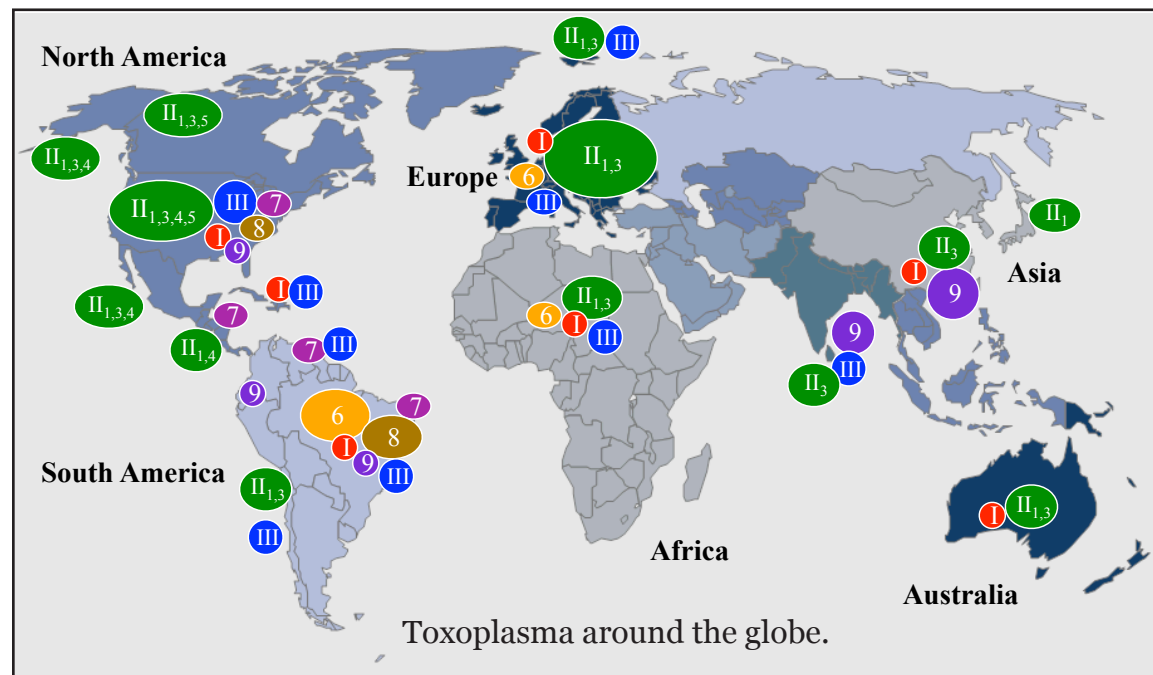 II1,3 III
North America
II1,3,5
I
II1,3,4
II1,3
Europe 6
III 7
III
II1,3,4,5
II1
8
I
9
II3
I
Asia
I III
9
II1,3,4
II1,3
7
6
I
9
III
II1,4
7 III
III
II3
9
7
6
8
I
9
South America
III
II1,3
II1,3
I
III
Africa
Australia
Toxoplasma around the globe.